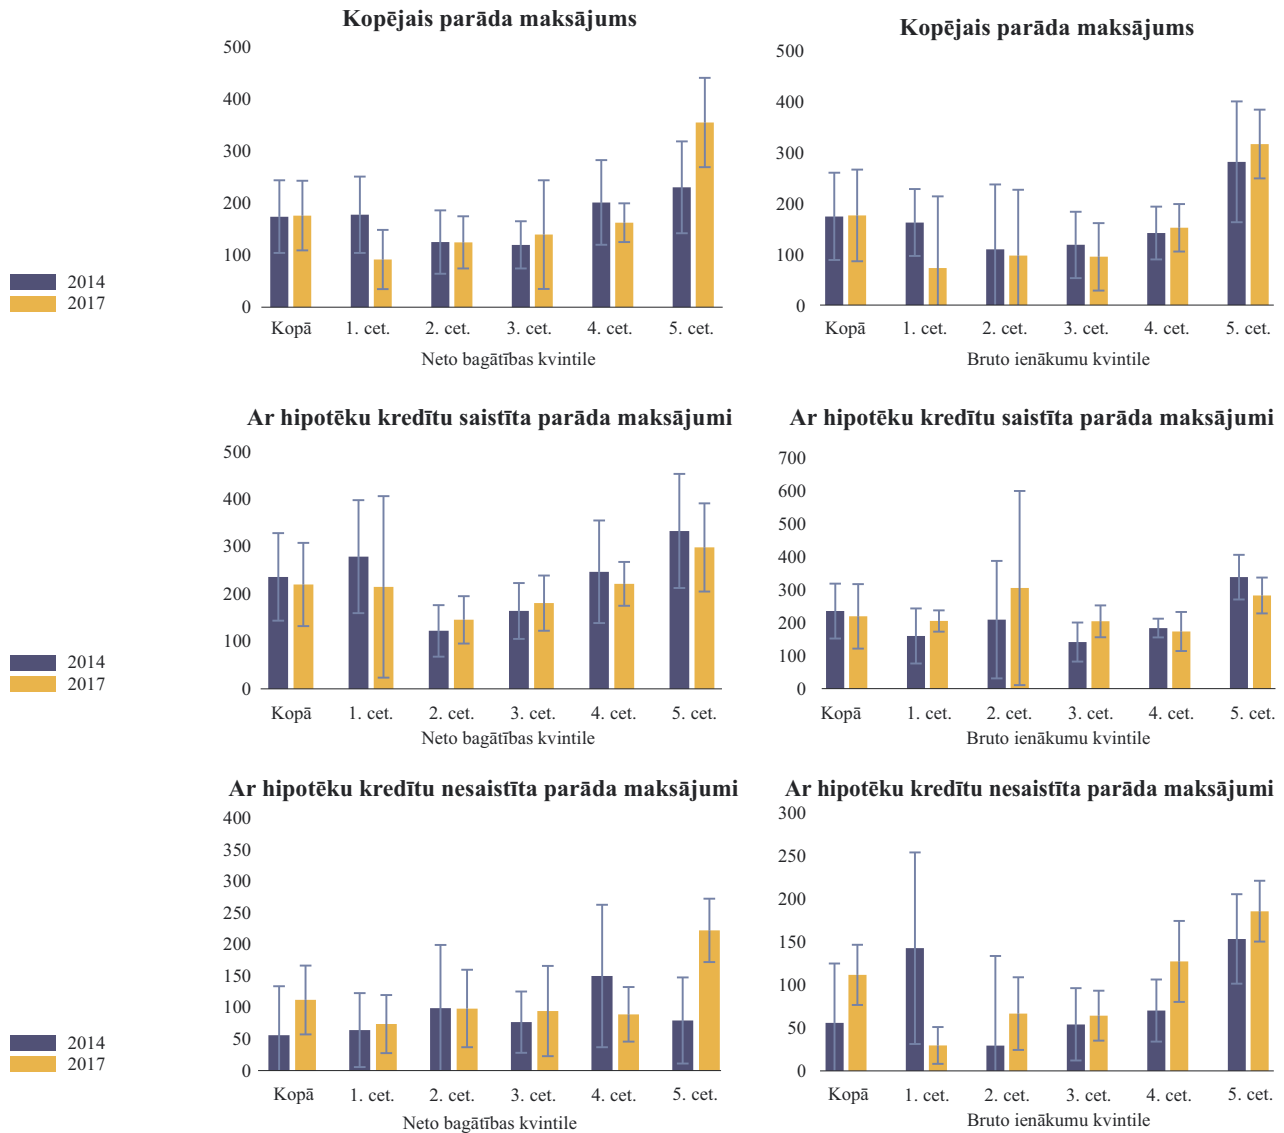 Kopējais parāda maksājums
500
400
300
200
100
0
Kopā 1. cet. 2. cet. 3. cet. 4. cet. 5. cet.
Neto bagātības kvintile
2014
2017
Kopējais parāda maksājums
500
400
300
200
100
0
Kopā 1. cet. 2. cet. 3. cet. 4. cet. 5. cet.
Bruto ienākumu kvintile
Ar hipotēku kredītu saistīta parāda maksājumi
500
400
300
200
100
0
Kopā 1. cet. 2. cet. 3. cet. 4. cet. 5. cet.
Neto bagātības kvintile
2014
2017
Ar hipotēku kredītu saistīta parāda maksājumi
700
600
500
400
300
200
100
0
Kopā 1. cet. 2. cet. 3. cet. 4. cet. 5. cet.
Bruto ienākumu kvintile
Ar hipotēku kredītu nesaistīta parāda maksājumi
400
350
300
250
200
150
100
50
0
Kopā 1. cet. 2. cet. 3. cet. 4. cet. 5. cet.
Neto bagātības kvintile
2014
2017
Ar hipotēku kredītu nesaistīta parāda maksājumi
300
250
200
150
100
50
0
Kopā 1. cet. 2. cet. 3. cet. 4. cet. 5. cet.
Bruto ienākumu kvintile